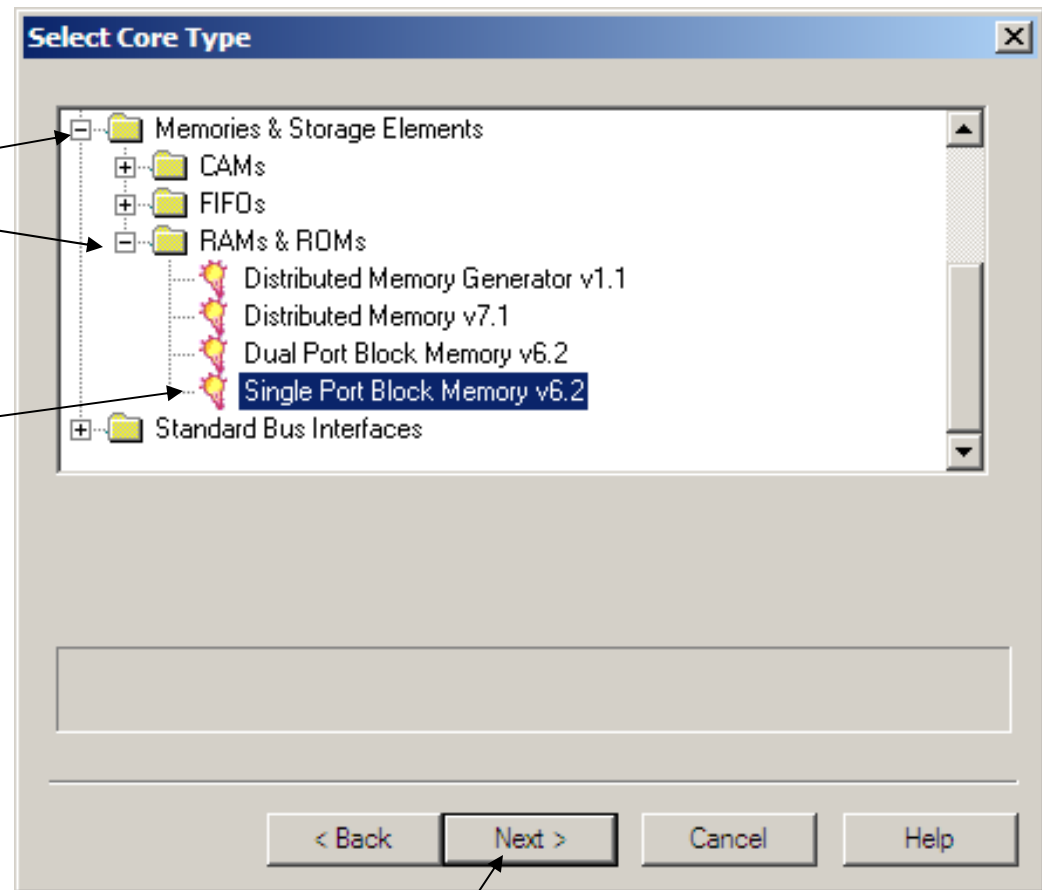 Select Core Type
Memories & Storage Elements
CAMs
FIFOs
RAMs & ROMs
Distributed Memory Generator v1.1
Distributed Memory v7.1
Dual Port Block Memory v6.2
Single Port Block Memory v6.2
Standard Bus Interfaces
< Back Next > Cancel Help